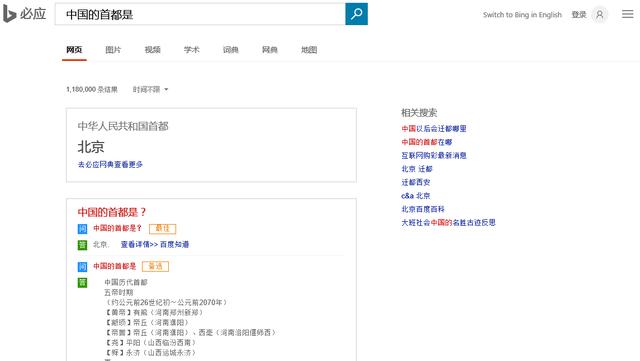 必应
中国的首都是
Switch to Bing in English
登录
网页 图片 视频 学术 词典 网典 地图
1,180,000 条结果 时间不限
中华人民共和国首都
北京
去必应网典查看更多
中国的首都是？
问 中国的首都是？ 最佳
答 北京. 查看详情>> 百度知道
问 中国的首都是 普通
答 中国历代首都
五帝时期
（约公元前26世纪初～公元前2070年）
【黄帝】有熊（河南郑州新郑）
【颛顼】帝丘（河南濮阳）
【帝喾】帝丘（河南濮阳）、西亳（河南洛阳偃师西）
【尧】平阳（山西临汾西南）
【舜】永济（山西运城永济）
相关搜索
中国以后会迁都哪里
中国的首都在哪
互联网购彩最新消息
北京 迁都
迁都西安
c&a 北京
北京百度百科
大班社会中国的名胜古迹反思